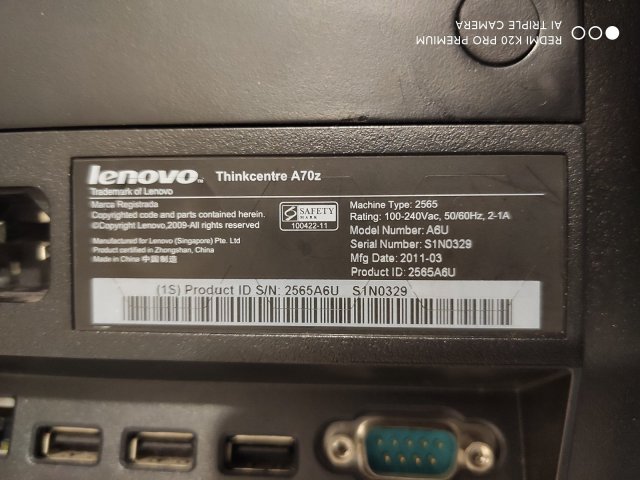 REDMI K20 PRO PREMIUM
AI TRIPLE CAMERA
lenovo™ Thinkcentre A70z
Trademark of Lenovo
Marca Registrada
Copyrighted code and parts contained herein.
©Copyright Lenovo,2009-All rights reserved
Manufactured for Lenovo (Singapore) Pte. Ltd
Product certified in Zhongshan, China
Made in China 中国制造
S SAFETY
MARK
100422-11
Machine Type: 2565
Rating: 100-240Vac, 50/60Hz, 2-1A
Model Number: A6U
Serial Number: S1N0329
Mfg Date: 2011-03
Product ID: 2565A6U
(1S) Product ID S/N: 2565A6U S1N0329